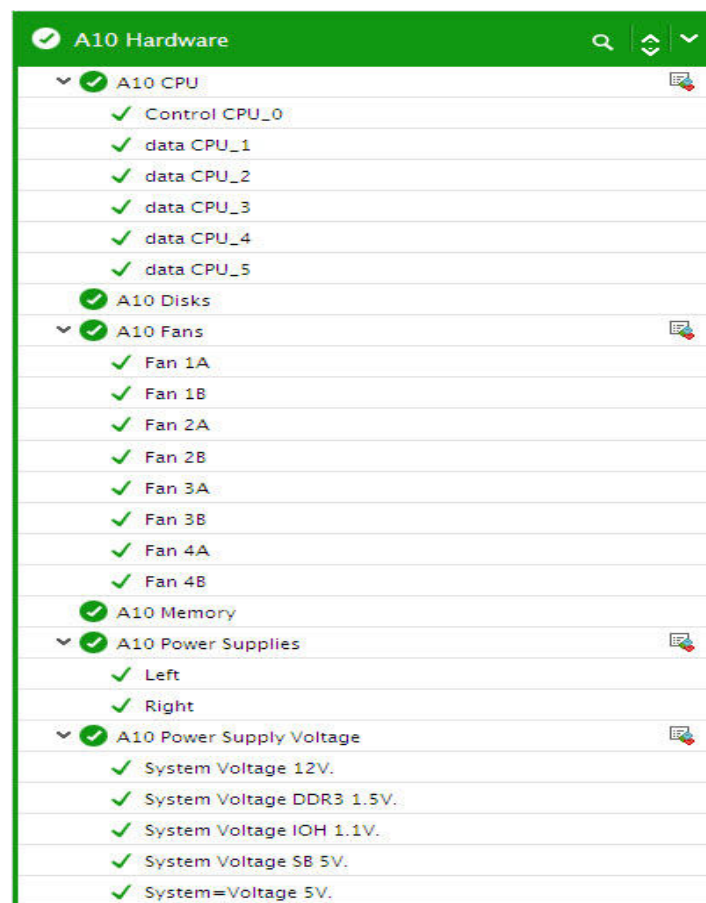 A10 Hardware
A10 CPU
Control CPU_0
data CPU_1
data CPU_2
data CPU_3
data CPU_4
data CPU_5
A10 Disks
A10 Fans
Fan 1A
Fan 1B
Fan 2A
Fan 2B
Fan 3A
Fan 3B
Fan 4A
Fan 4B
A10 Memory
A10 Power Supplies
Left
Right
A10 Power Supply Voltage
System Voltage 12V.
System Voltage DDR3 1.5V.
System Voltage IOH 1.1V.
System Voltage SB 5V.
System=Voltage 5V.